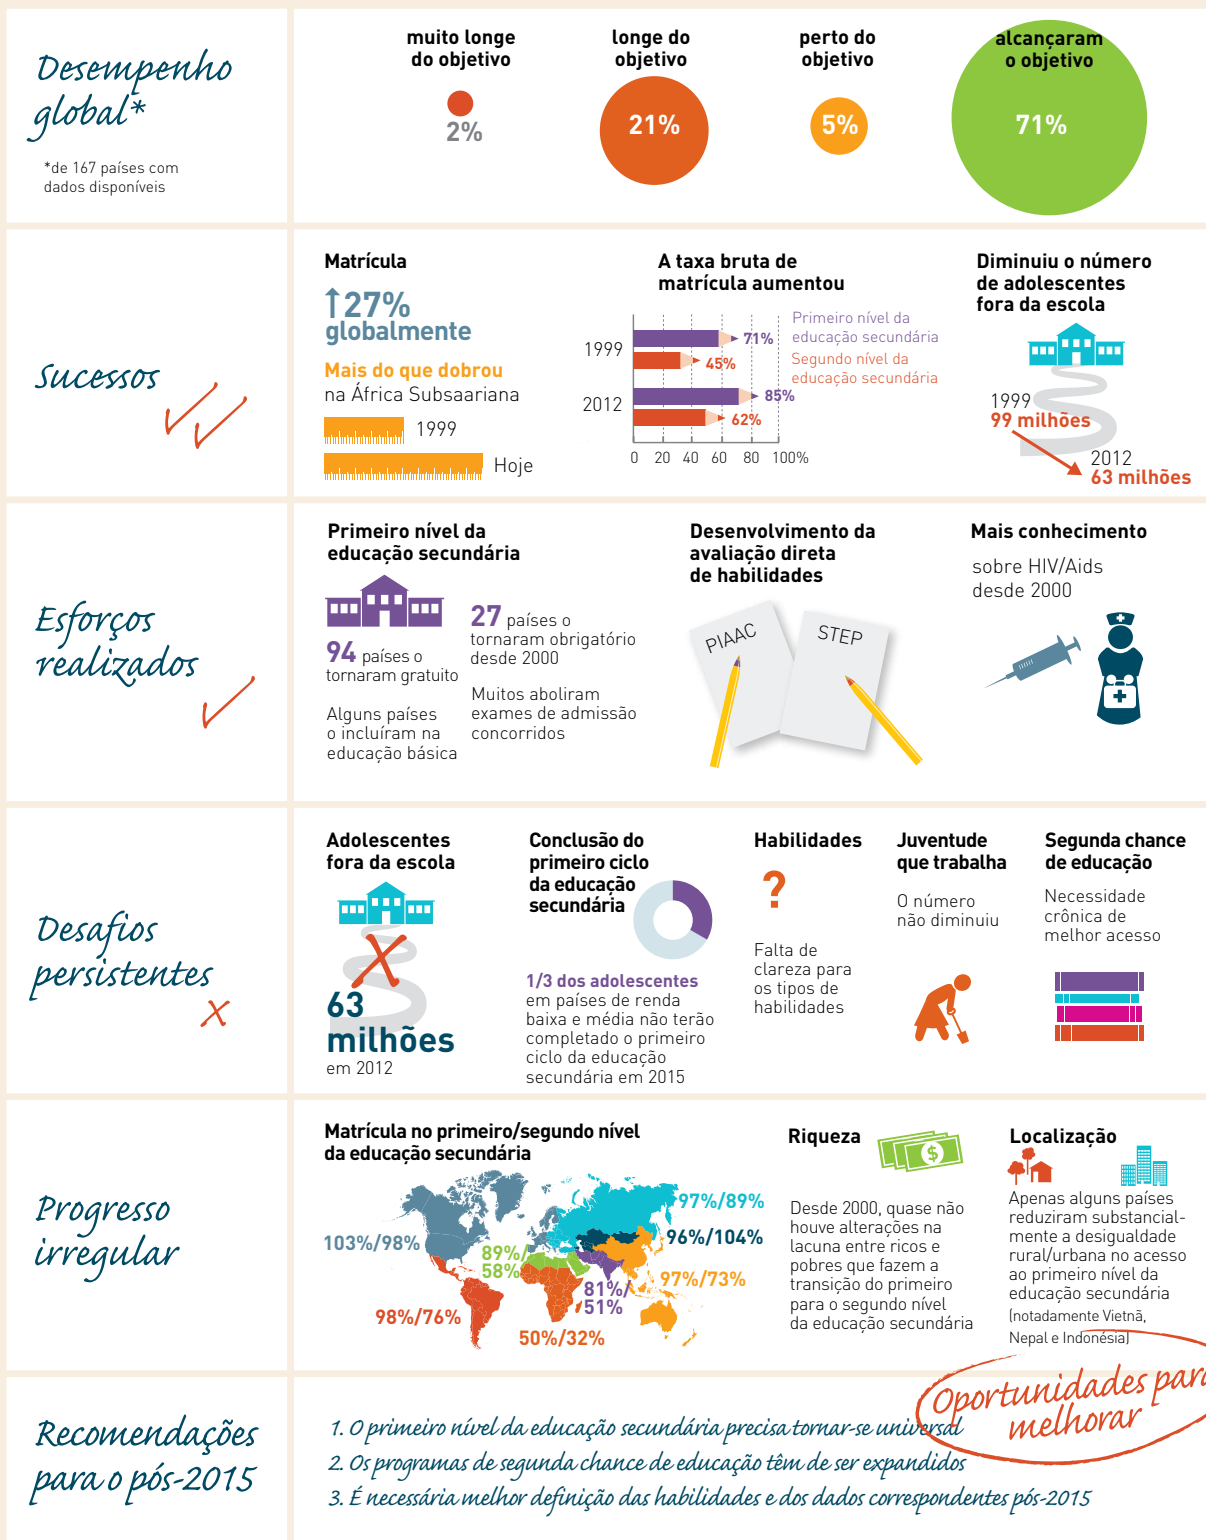 Desempenho
global*
*de 167 países com
dados disponíveis
muito longe
do objetivo
2%
longe do
objetivo
21%
perto do
objetivo
5%
alcançaram
o objetivo
71%
Sucessos
Matrícula
↑27%
globalmente
Mais do que dobrou
na África Subsaariana
1999
Hoje
A taxa bruta de
matrícula aumentou
1999
71%
45%
2012
85%
62%
0 20 40 60 80 100%
Primeiro nível da
educação secundária
Segundo nível da
educação secundária
Diminuiu o número
de adolescentes
fora da escola
1999
99 milhões
2012
63 milhões
Esforços
realizados
Primeiro nível da
educação secundária
94 países o
tornaram gratuito
Alguns países
o incluíram na
educação básica
27 países o
tornaram obrigatório
desde 2000
Muitos aboliram
exames de admissão
concorridos
Desenvolvimento da
avaliação direta
de habilidades
PIAAC
STEP
Mais conhecimento
sobre HIV/Aids
desde 2000
Desafios
persistentes
Adolescentes
fora da escola
63
milhões
em 2012
Conclusão do
primeiro ciclo
da educação
secundária
1/3 dos adolescentes
em países de renda
baixa e média não terão
completado o primeiro
ciclo da educação
secundária em 2015
Habilidades
?
Falta de
clareza para
os tipos de
habilidades
Juventude
que trabalha
O número
não diminuiu
Segunda chance
de educação
Necessidade
crônica de
melhor acesso
Progresso
irregular
Matrícula no primeiro/segundo nível
da educação secundária
97%/89%
103%/98%
96%/104%
89%/
58%
97%/73%
81%/
51%
98%/76%
50%/32%
Riqueza
$
Desde 2000, quase não
houve alterações na
lacuna entre ricos e
pobres que fazem a
transição do primeiro
para o segundo nível
da educação secundária
Localização
Apenas alguns países
reduziram substancial-
mente a desigualdade
rural/urbana no acesso
ao primeiro nível da
educação secundária
(notadamente Vietnã,
Nepal e Indonésia)
Oportunidades para
melhorar
Recomendações
para o pós-2015
1. O primeiro nível da educação secundária precisa tornar-se universal
2. Os programas de segunda chance de educação têm de ser expandidos
3. É necessária melhor definição das habilidades e dos dados correspondentes pós-2015